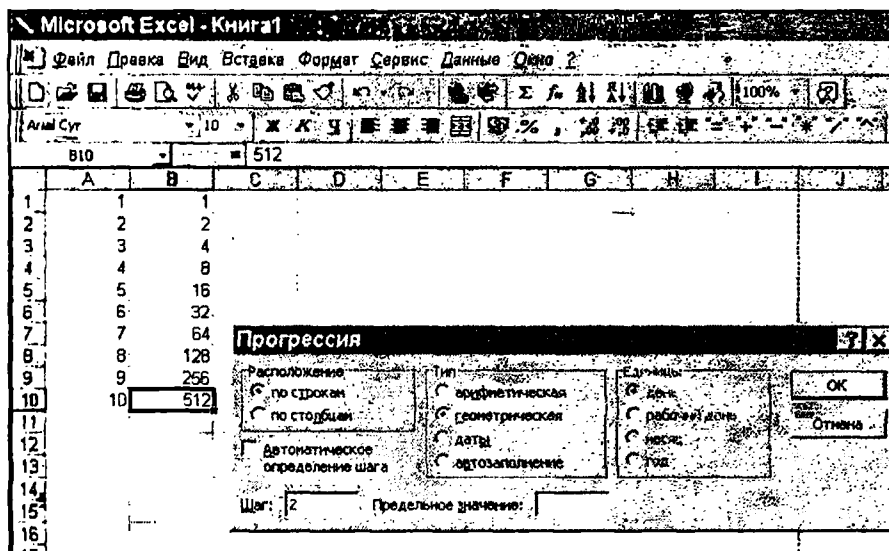 Microsoft Excel - Книга1
Файл Правка Вид Вставка Формат Сервис Данные Окно ?
100%
Arial Cyr 10 Ж К Ч %
B10 = 512
A B C D E F G H I J
1 1 1
2 2 2
3 3 4
4 4 8
5 5 16
6 6 32
7 7 64
8 8 128
9 9 256
10 10 512
11
12
13
14
15
16
Прогрессия
Расположение
по строкам
по столбцам
Автоматическое
определение шага
Тип
арифметическая
геометрическая
даты
автозаполнение
Единицы
день
рабочий день
месяц
год
OK
Отмена
Шаг: 2
Предельное значение: